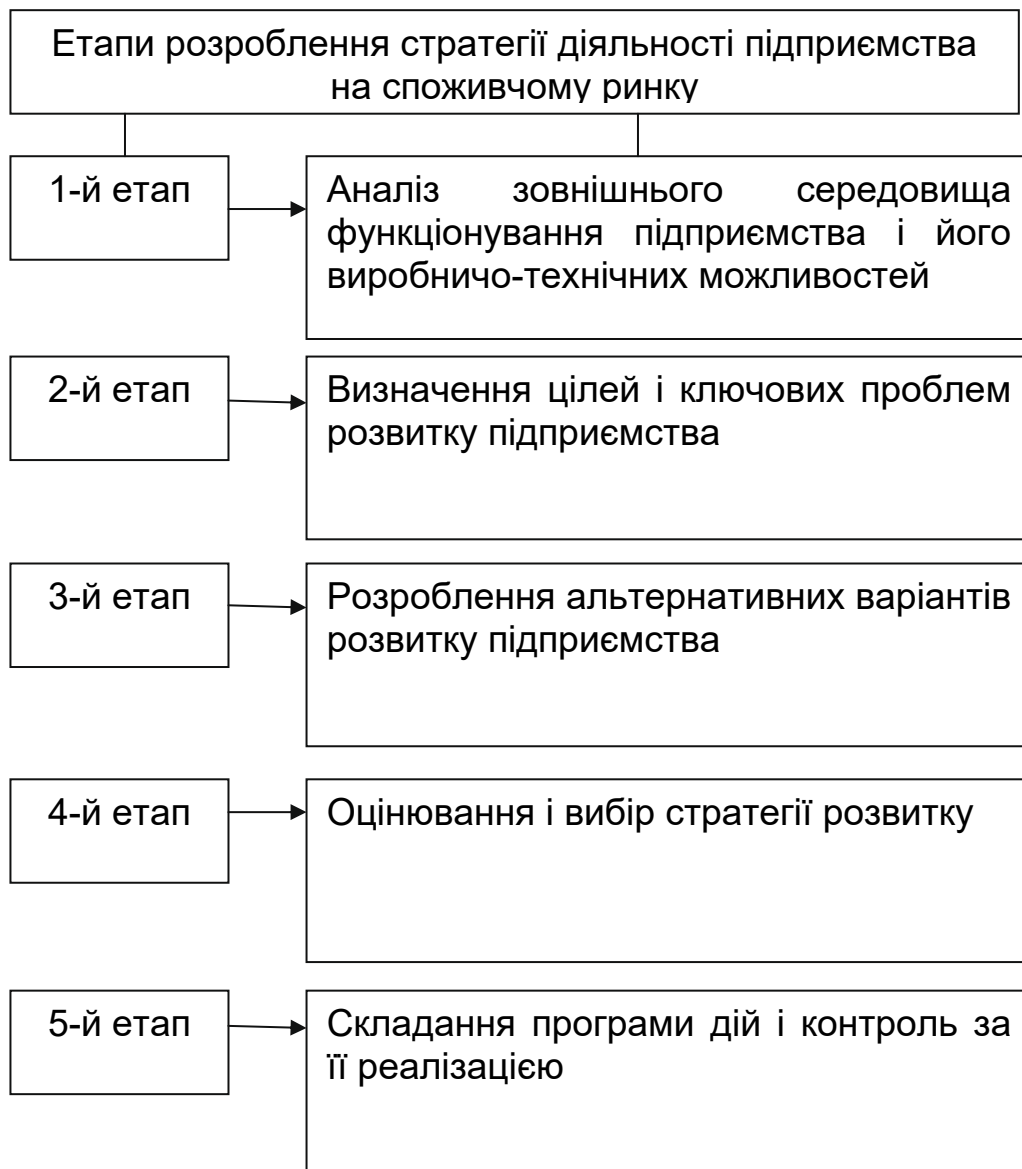 Етапи розроблення стратегії діяльності підприємства
на споживчому ринку
1-й етап
Аналіз зовнішнього середовища
функціонування підприємства і його
виробничо-технічних можливостей
2-й етап
Визначення цілей і ключових проблем
розвитку підприємства
3-й етап
Розроблення альтернативних варіантів
розвитку підприємства
4-й етап
Оцінювання і вибір стратегії розвитку
5-й етап
Складання програми дій і контроль за
її реалізацією